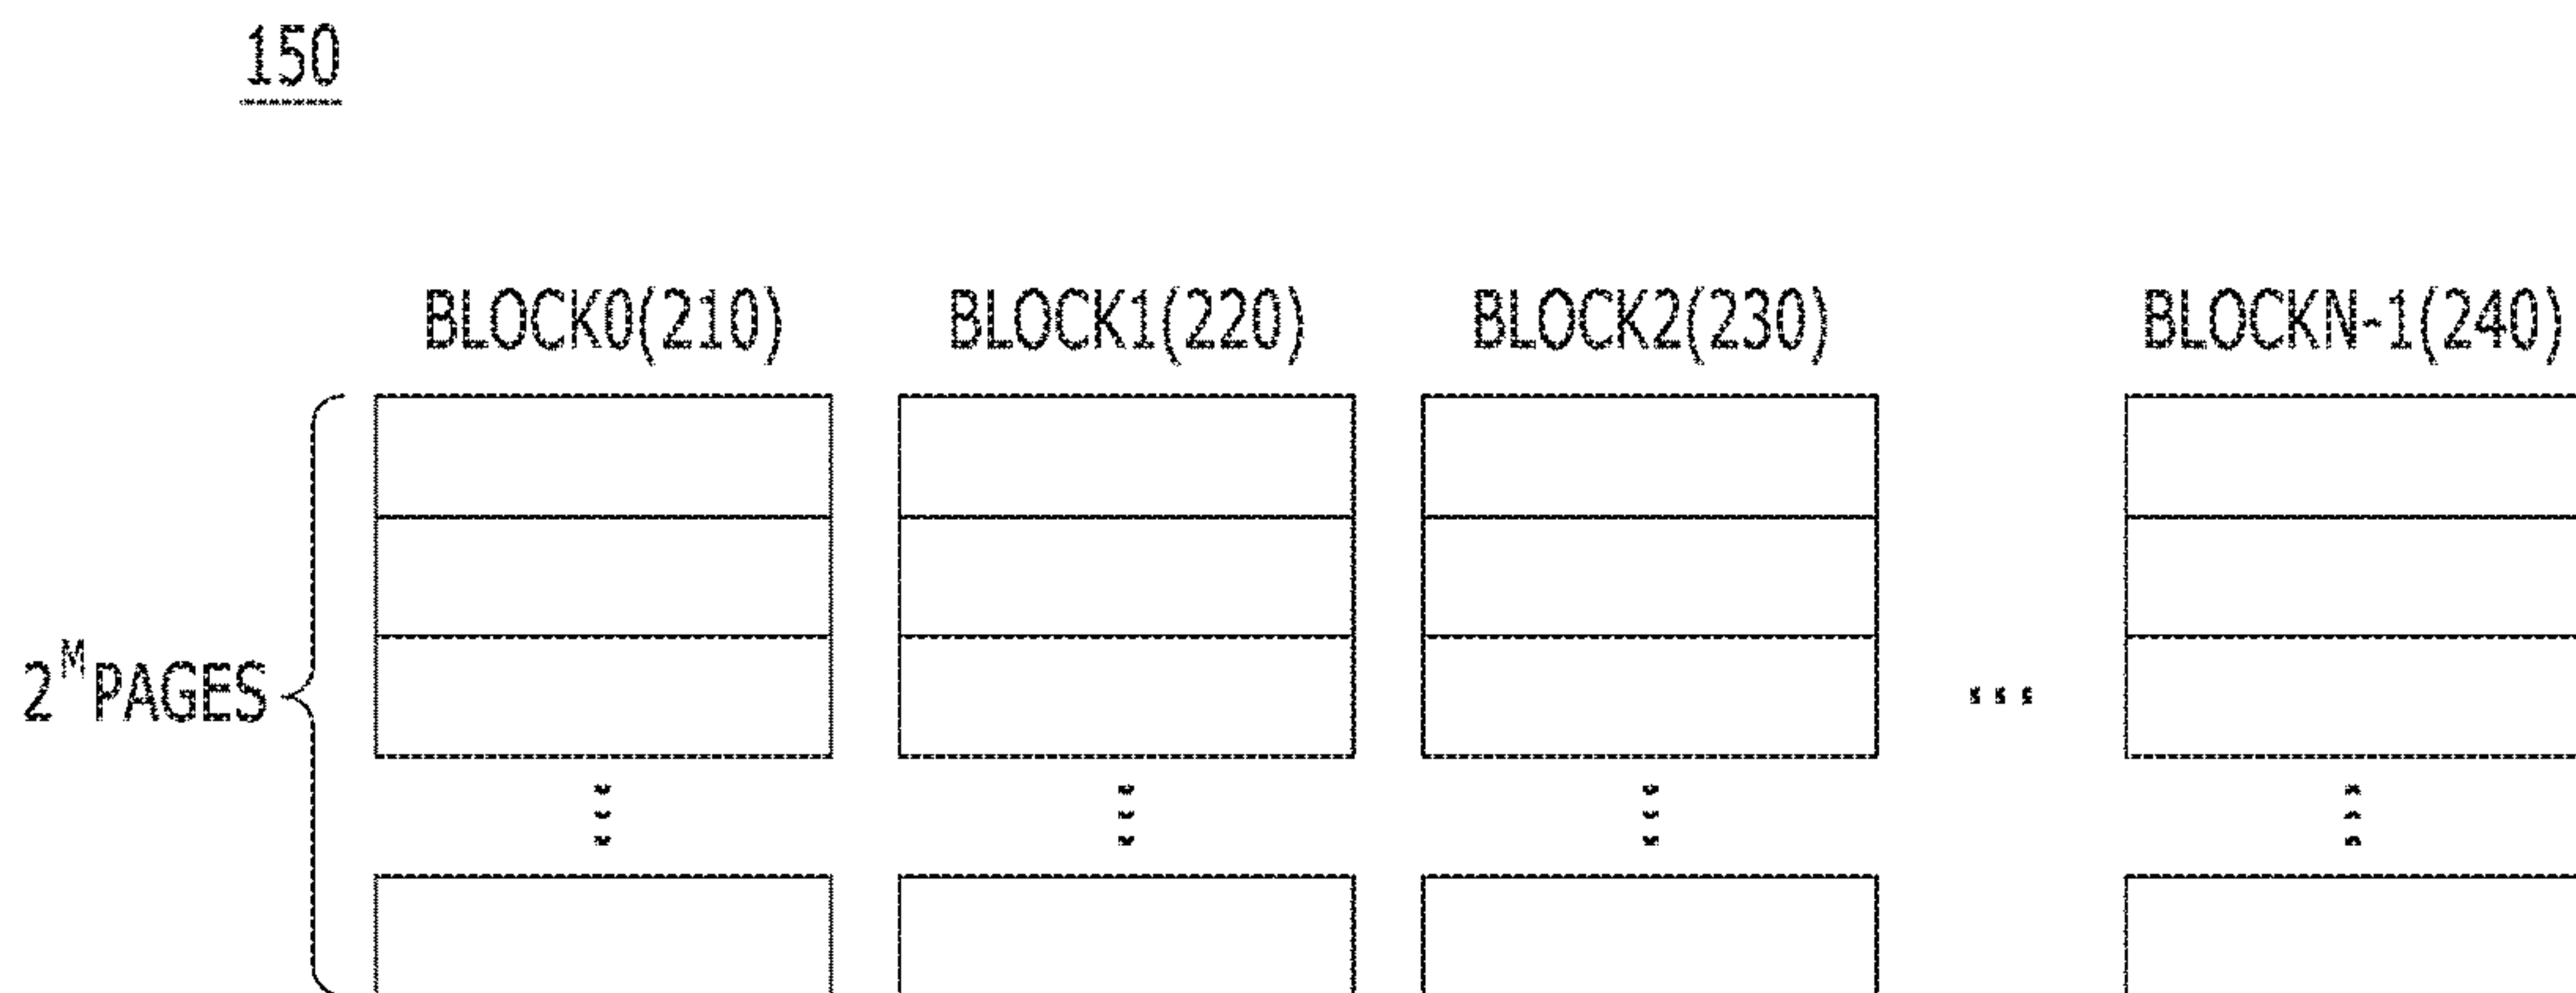 150
BLOCK0(210) BLOCK1(220) BLOCK2(230) BLOCKN-1(240)
2^M PAGES
...